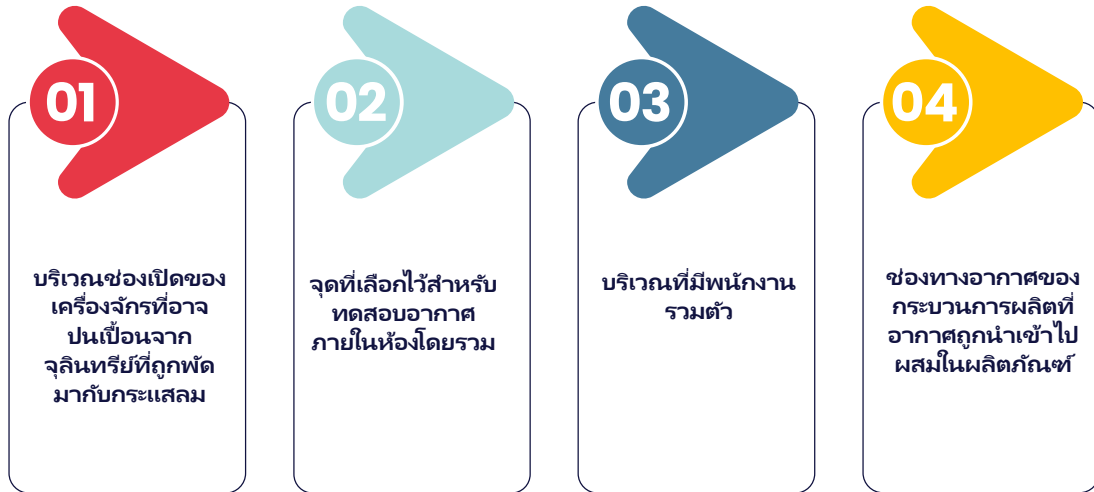 01
บริเวณช่องเปิดของ
เครื่องจักรที่อาจ
ปนเปื้อนจาก
จุลินทรีย์ที่ถูกพัด
มากับกระแสลม
02
จุดที่เลือกไว้สำหรับ
ทดสอบอากาศ
ภายในห้องโดยรวม
03
บริเวณที่มีพนักงาน
รวมตัว
04
ช่องทางอากาศของ
กระบวนการผลิตที่
อากาศถูกนำเข้าไป
ผสมในผลิตภัณฑ์